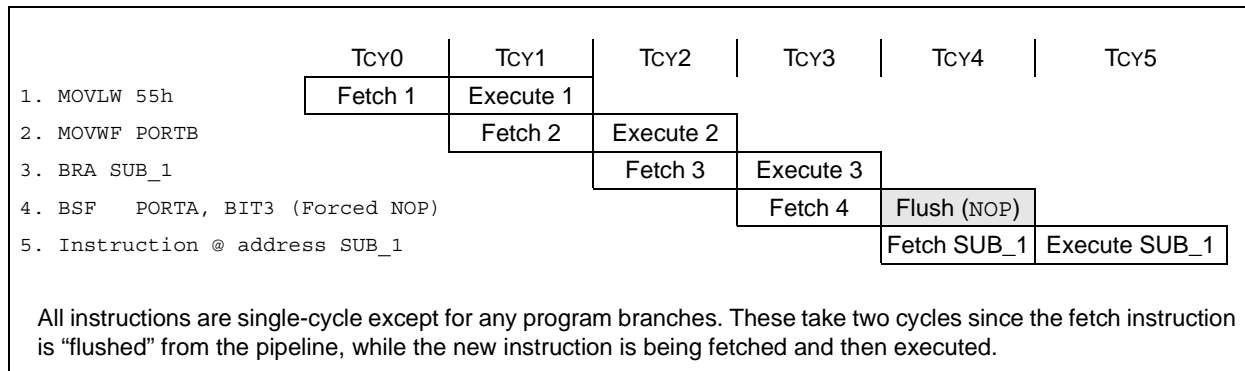 TCY0 TCY1 TCY2 TCY3 TCY4 TCY5
1. MOVLW 55h Fetch 1 Execute 1
2. MOVWF PORTB Fetch 2 Execute 2
3. BRA SUB_1 Fetch 3 Execute 3
4. BSF PORTA, BIT3 (Forced NOP) Fetch 4 Flush (NOP)
5. Instruction @ address SUB_1 Fetch SUB_1 Execute SUB_1
All instructions are single-cycle except for any program branches. These take two cycles since the fetch instruction
is “flushed” from the pipeline, while the new instruction is being fetched and then executed.